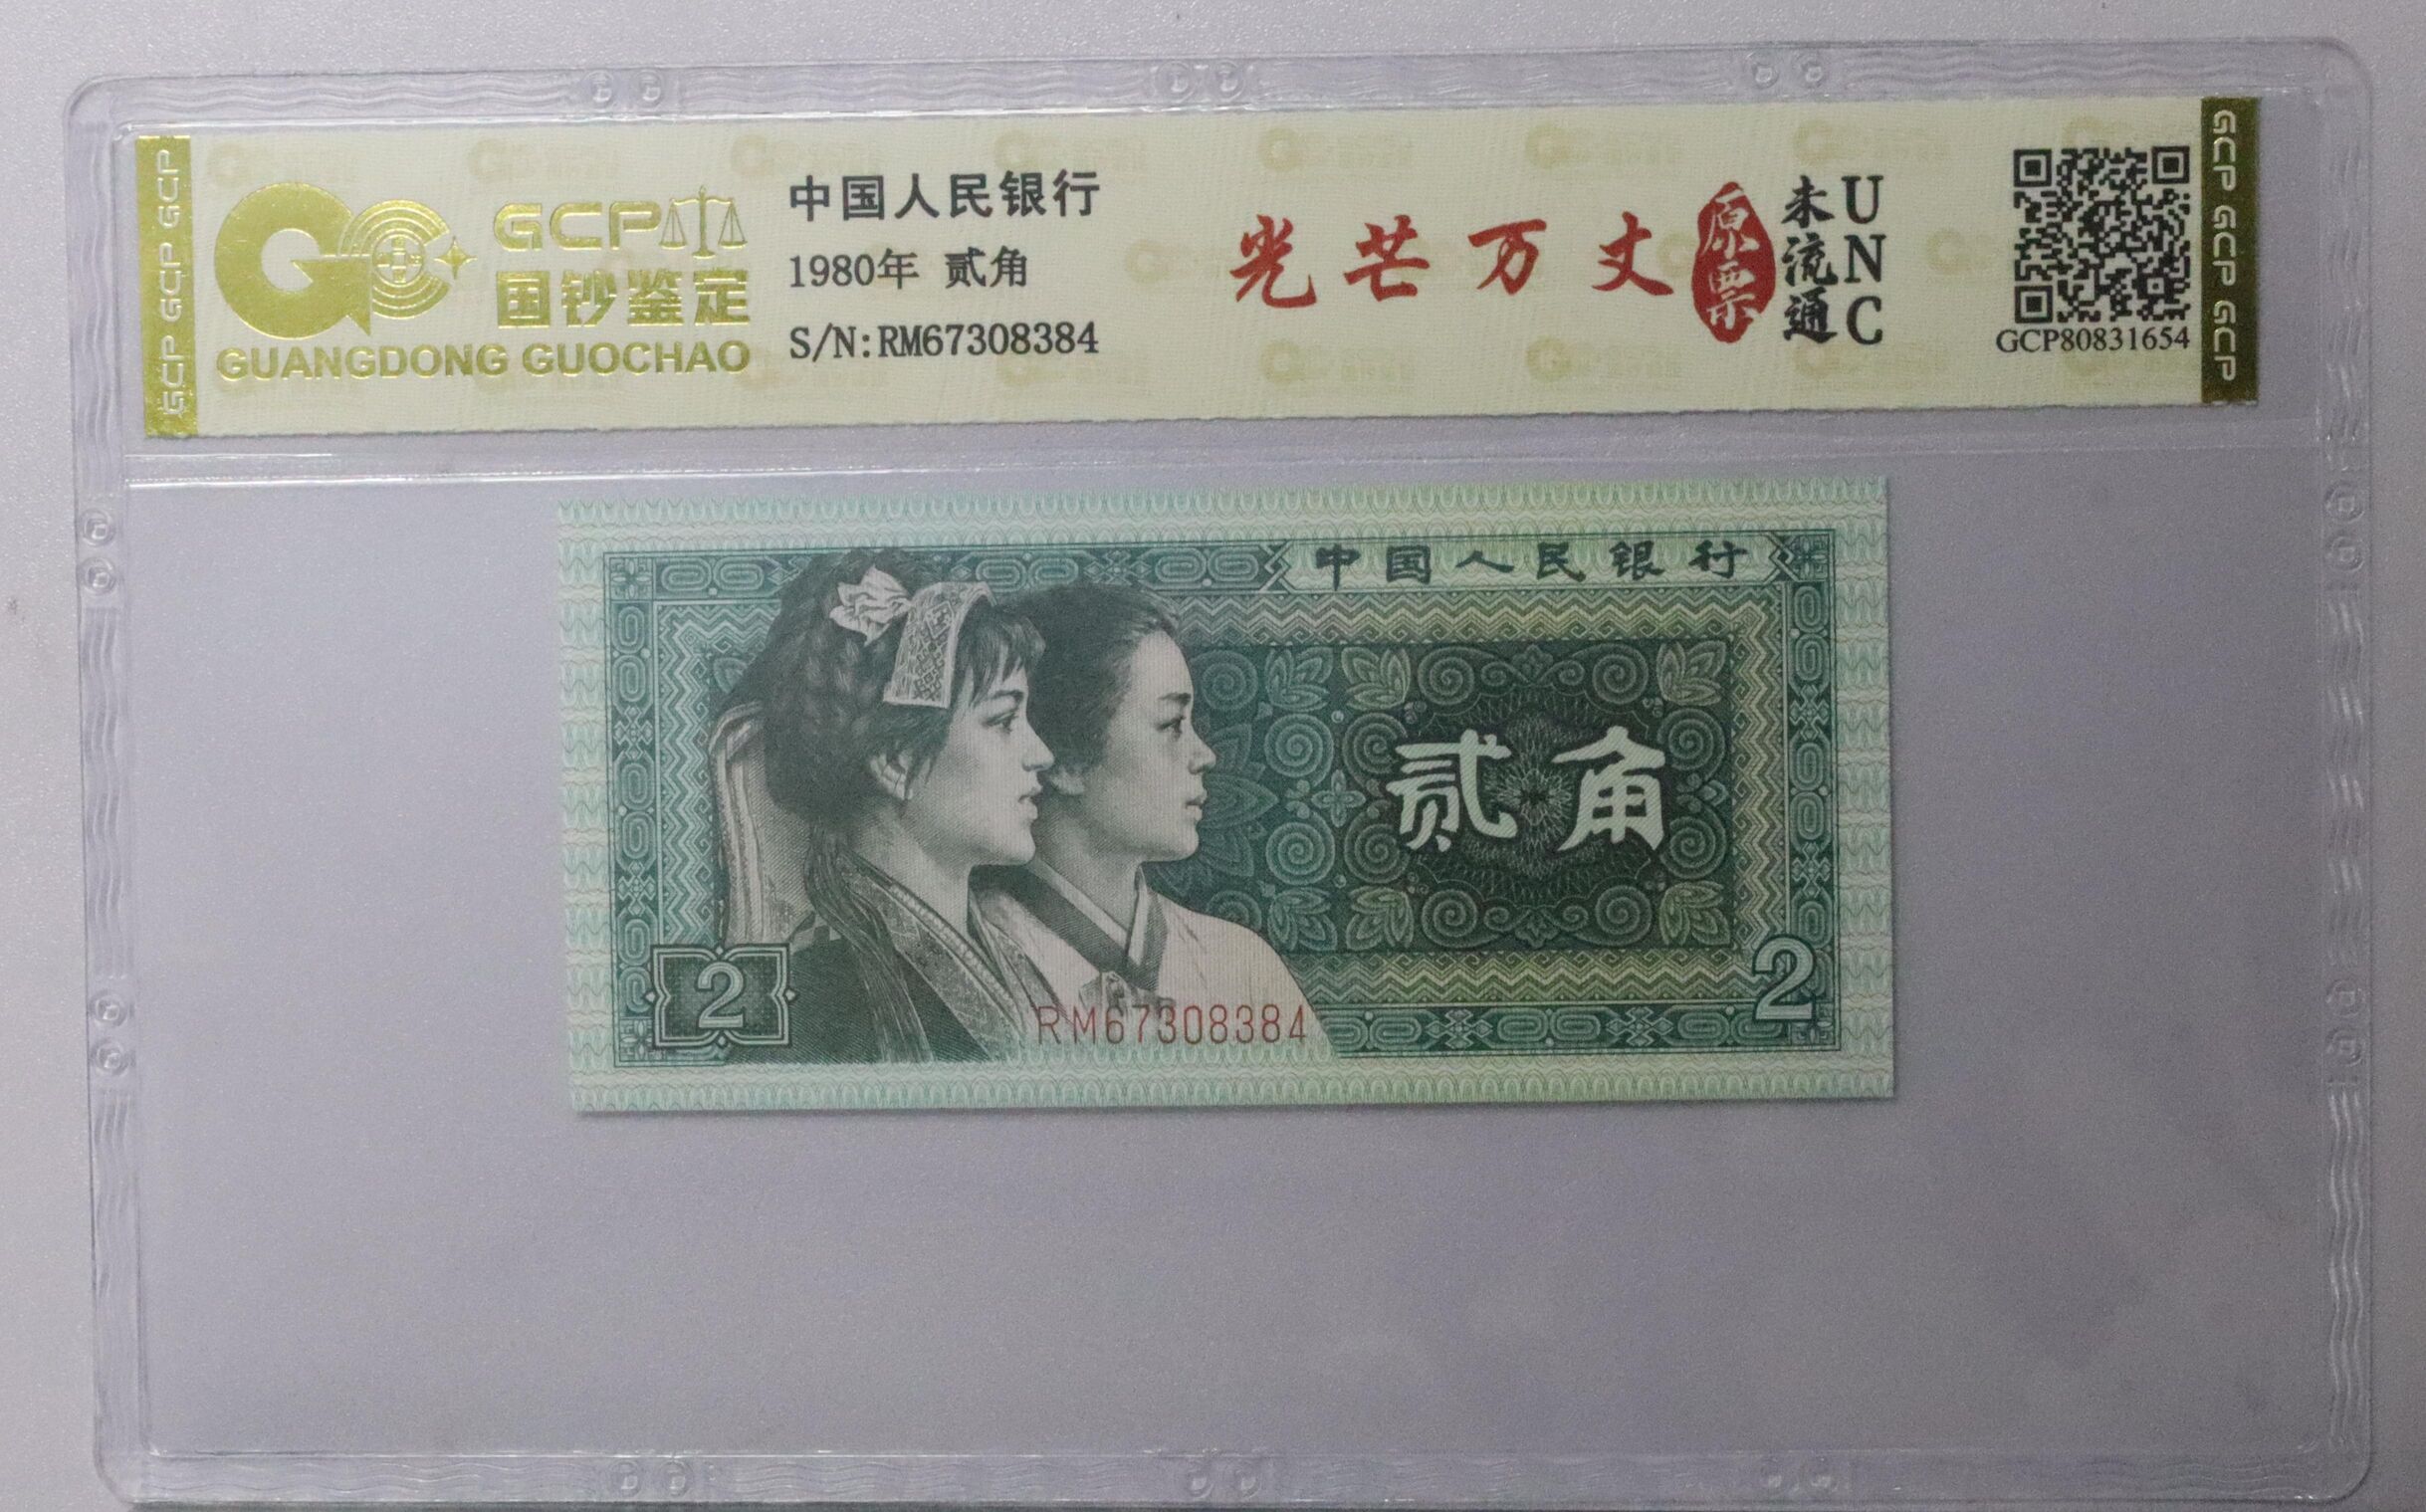 GCP GCP GCP
GCP
国钞鉴定
GUANGDONG GUOCHAO
中国人民银行
1980年 贰角
S/N:RM67308384
光芒万丈
原票
未流通
UNC
GCP80831654
GCP GCP GCP
中国人民银行
贰角
2
2
RM67308384